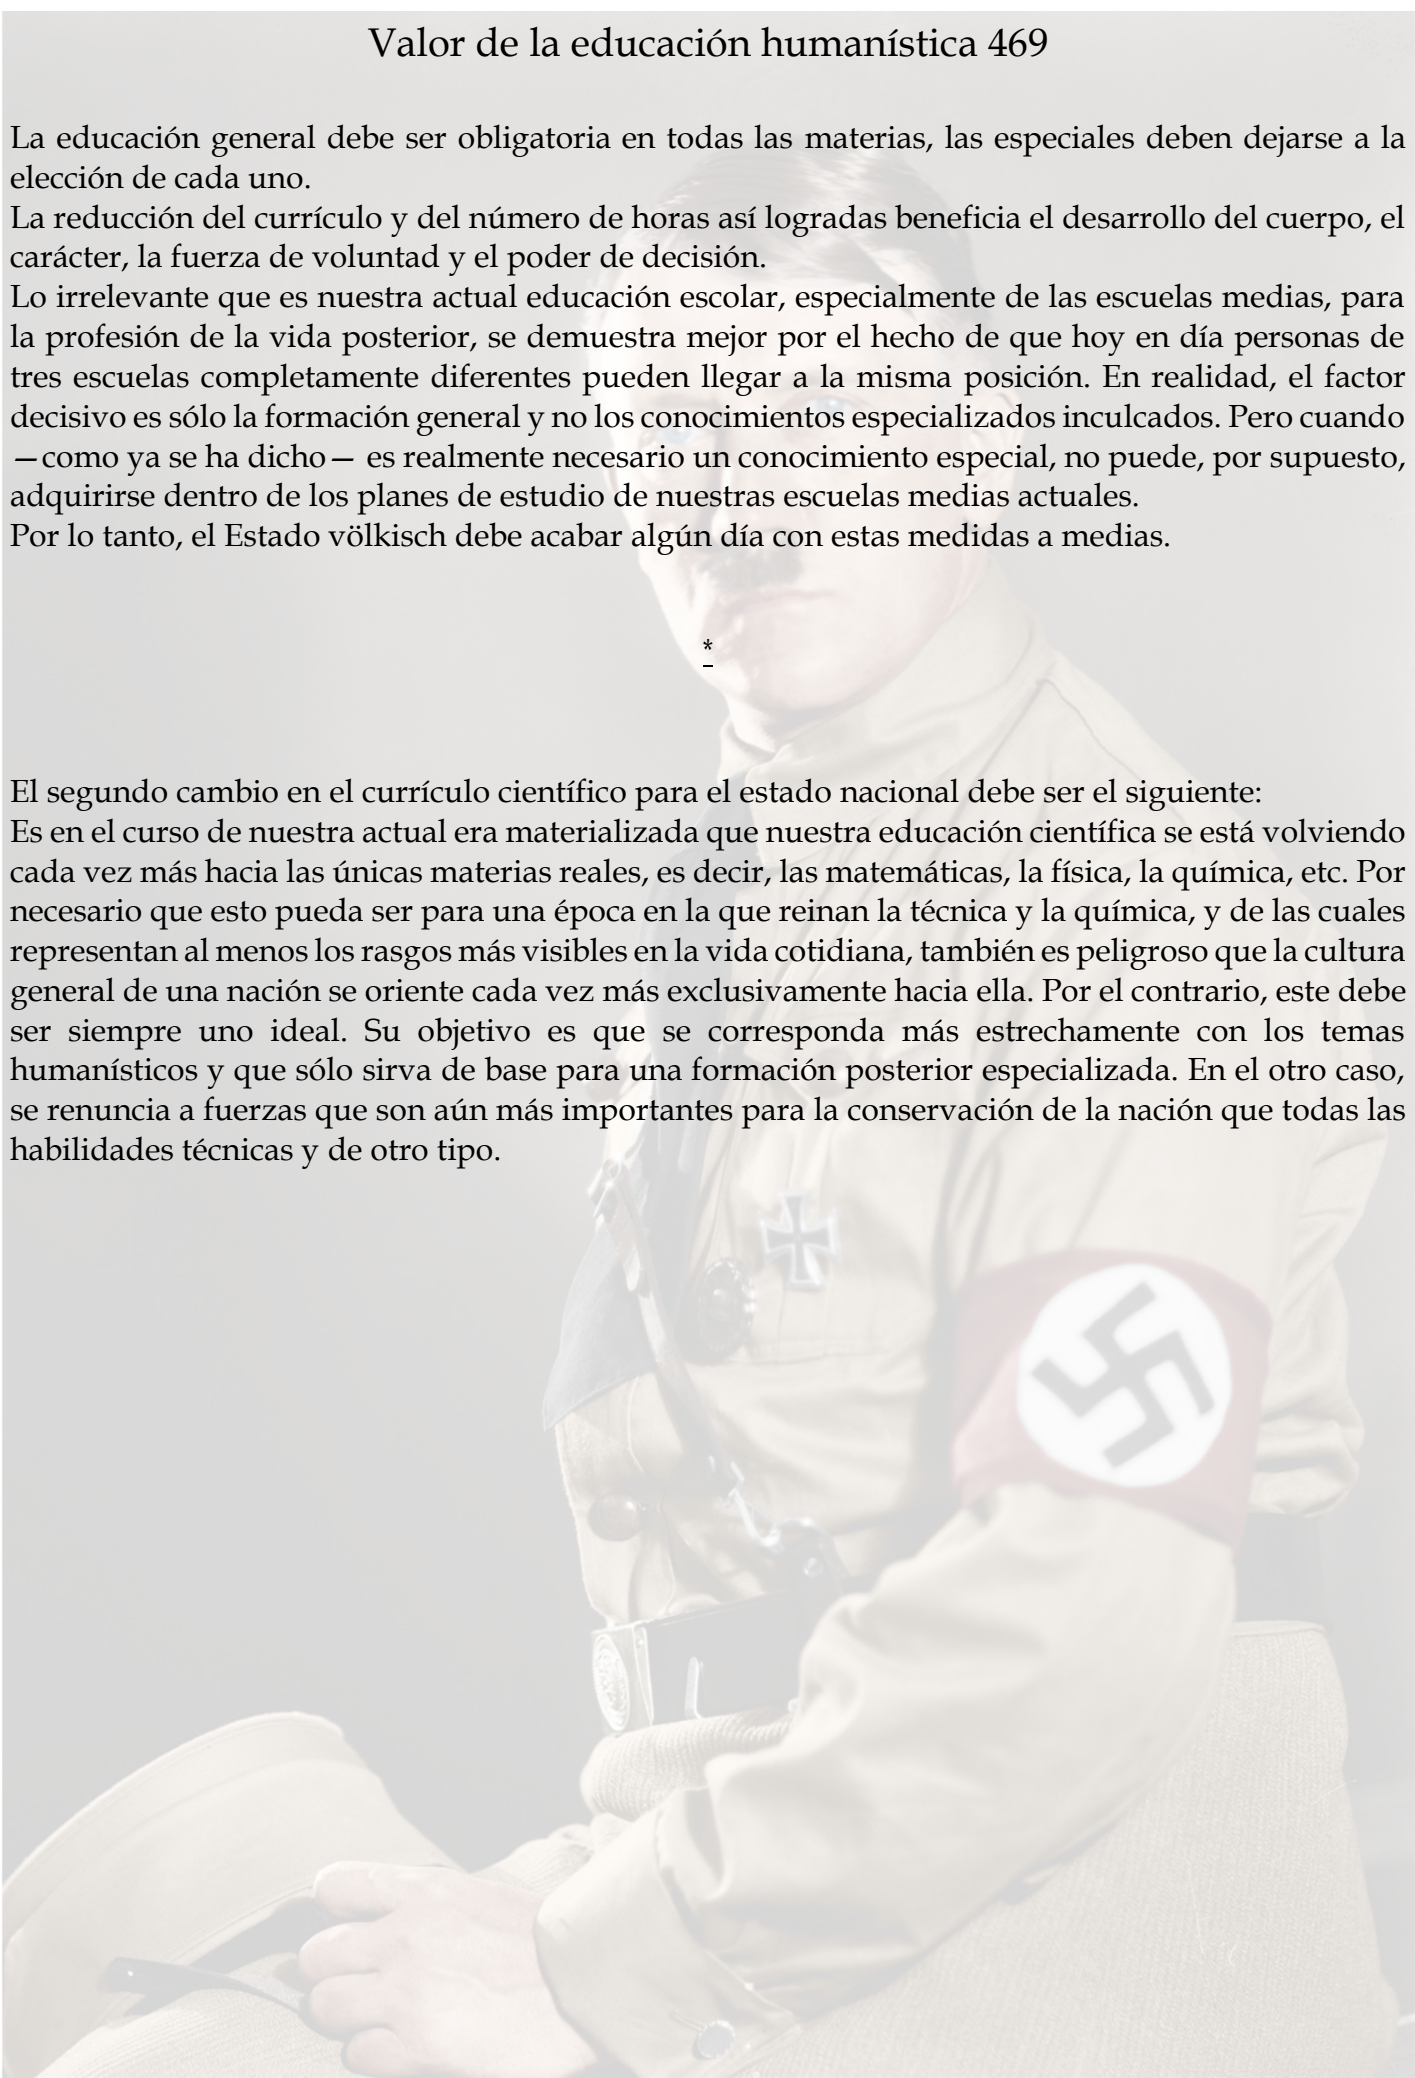 Valor de la educación humanística 469
La educación general debe ser obligatoria en todas las materias, las especiales deben dejarse a la
elección de cada uno.
La reducción del currículo y del número de horas así logradas beneficia el desarrollo del cuerpo, el
carácter, la fuerza de voluntad y el poder de decisión.
Lo irrelevante que es nuestra actual educación escolar, especialmente de las escuelas medias, para
la profesión de la vida posterior, se demuestra mejor por el hecho de que hoy en día personas de
tres escuelas completamente diferentes pueden llegar a la misma posición. En realidad, el factor
decisivo es sólo la formación general y no los conocimientos especializados inculcados. Pero cuando
—como ya se ha dicho— es realmente necesario un conocimiento especial, no puede, por supuesto,
adquirirse dentro de los planes de estudio de nuestras escuelas medias actuales.
Por lo tanto, el Estado völkisch debe acabar algún día con estas medidas a medias.
*
El segundo cambio en el currículo científico para el estado nacional debe ser el siguiente:
Es en el curso de nuestra actual era materializada que nuestra educación científica se está volviendo
cada vez más hacia las únicas materias reales, es decir, las matemáticas, la física, la química, etc. Por
necesario que esto pueda ser para una época en la que reinan la técnica y la química, y de las cuales
representan al menos los rasgos más visibles en la vida cotidiana, también es peligroso que la cultura
general de una nación se oriente cada vez más exclusivamente hacia ella. Por el contrario, este debe
ser siempre uno ideal. Su objetivo es que se corresponda más estrechamente con los temas
humanísticos y que sólo sirva de base para una formación posterior especializada. En el otro caso,
se renuncia a fuerzas que son aún más importantes para la conservación de la nación que todas las
habilidades técnicas y de otro tipo.